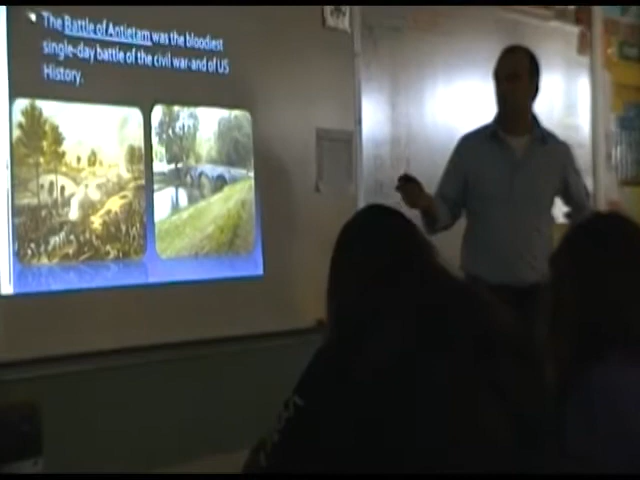 The Battle of Antietam was the bloodiest
single-day battle of the civil war and of US
History.